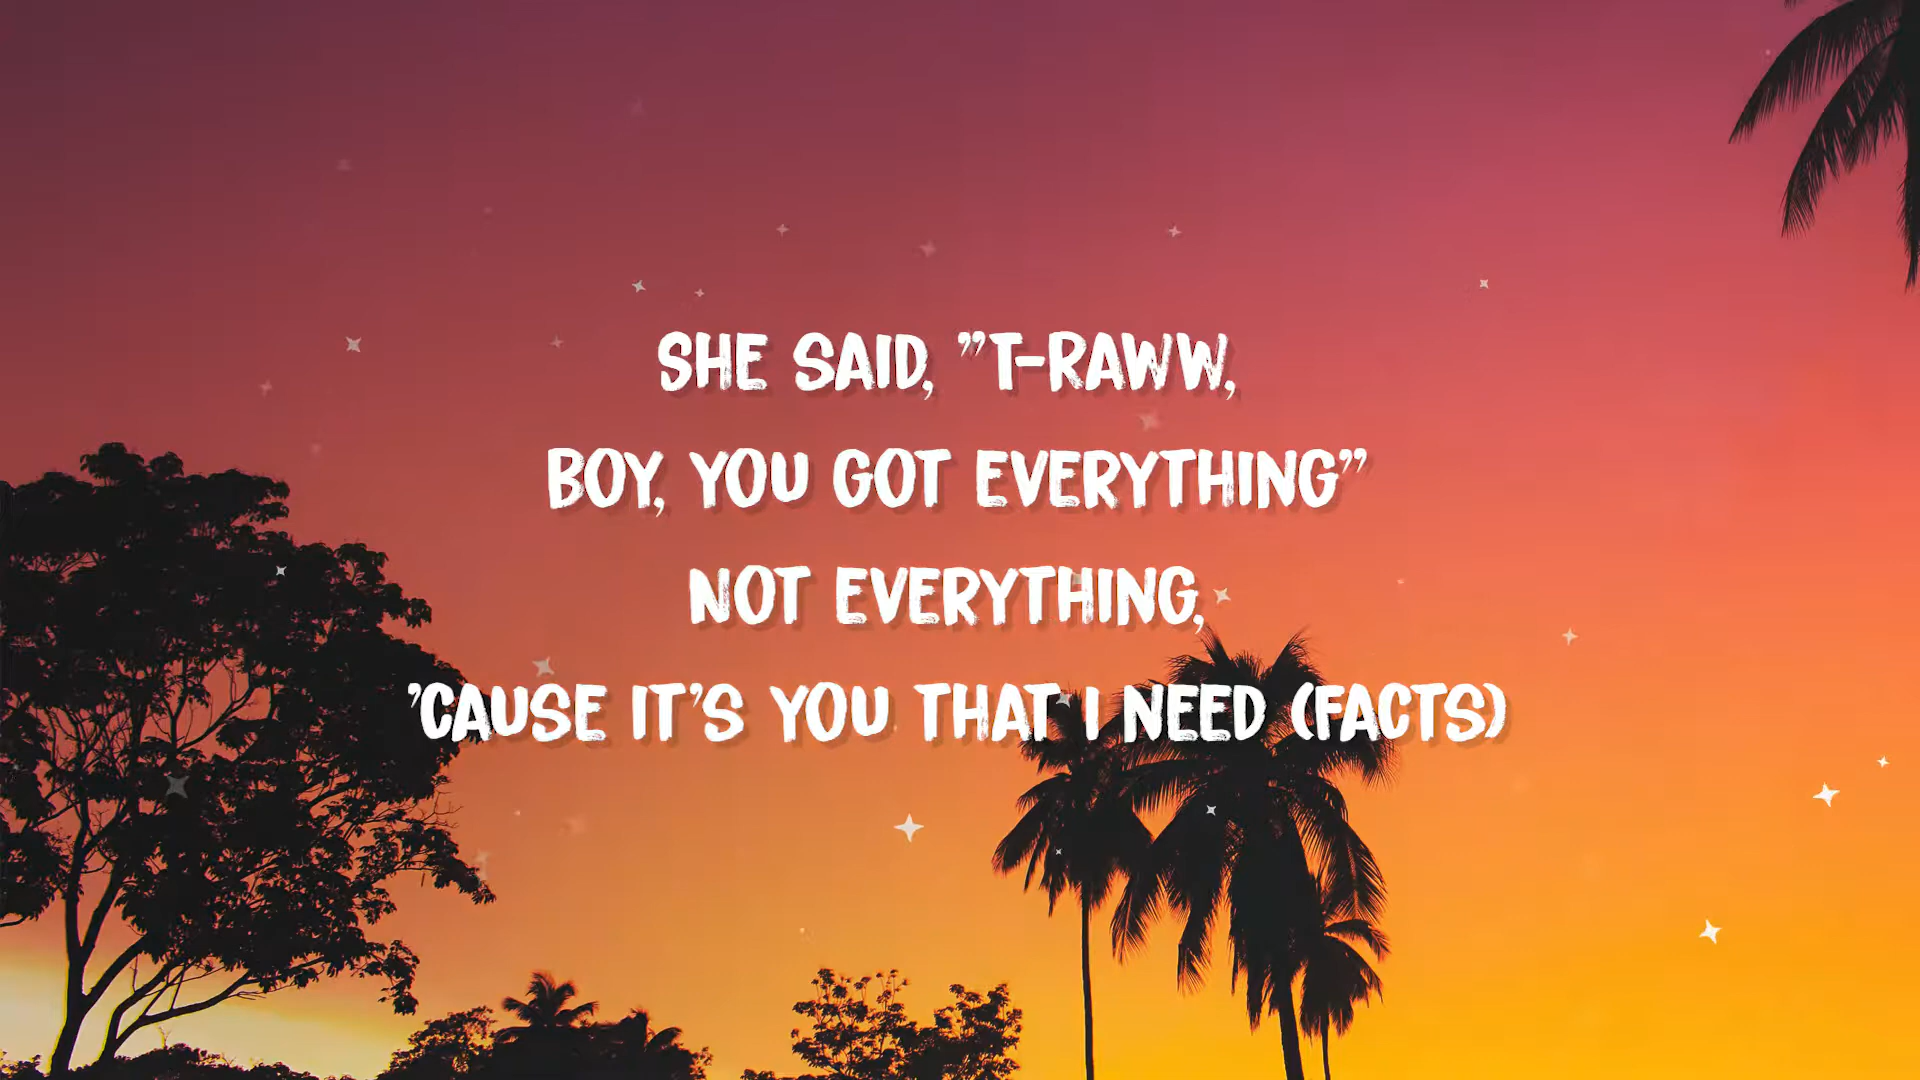 SHE SAID, "T-RAWW,
BOY, YOU GOT EVERYTHING"
NOT EVERYTHING,
'CAUSE IT'S YOU THAT I NEED (FACTS)